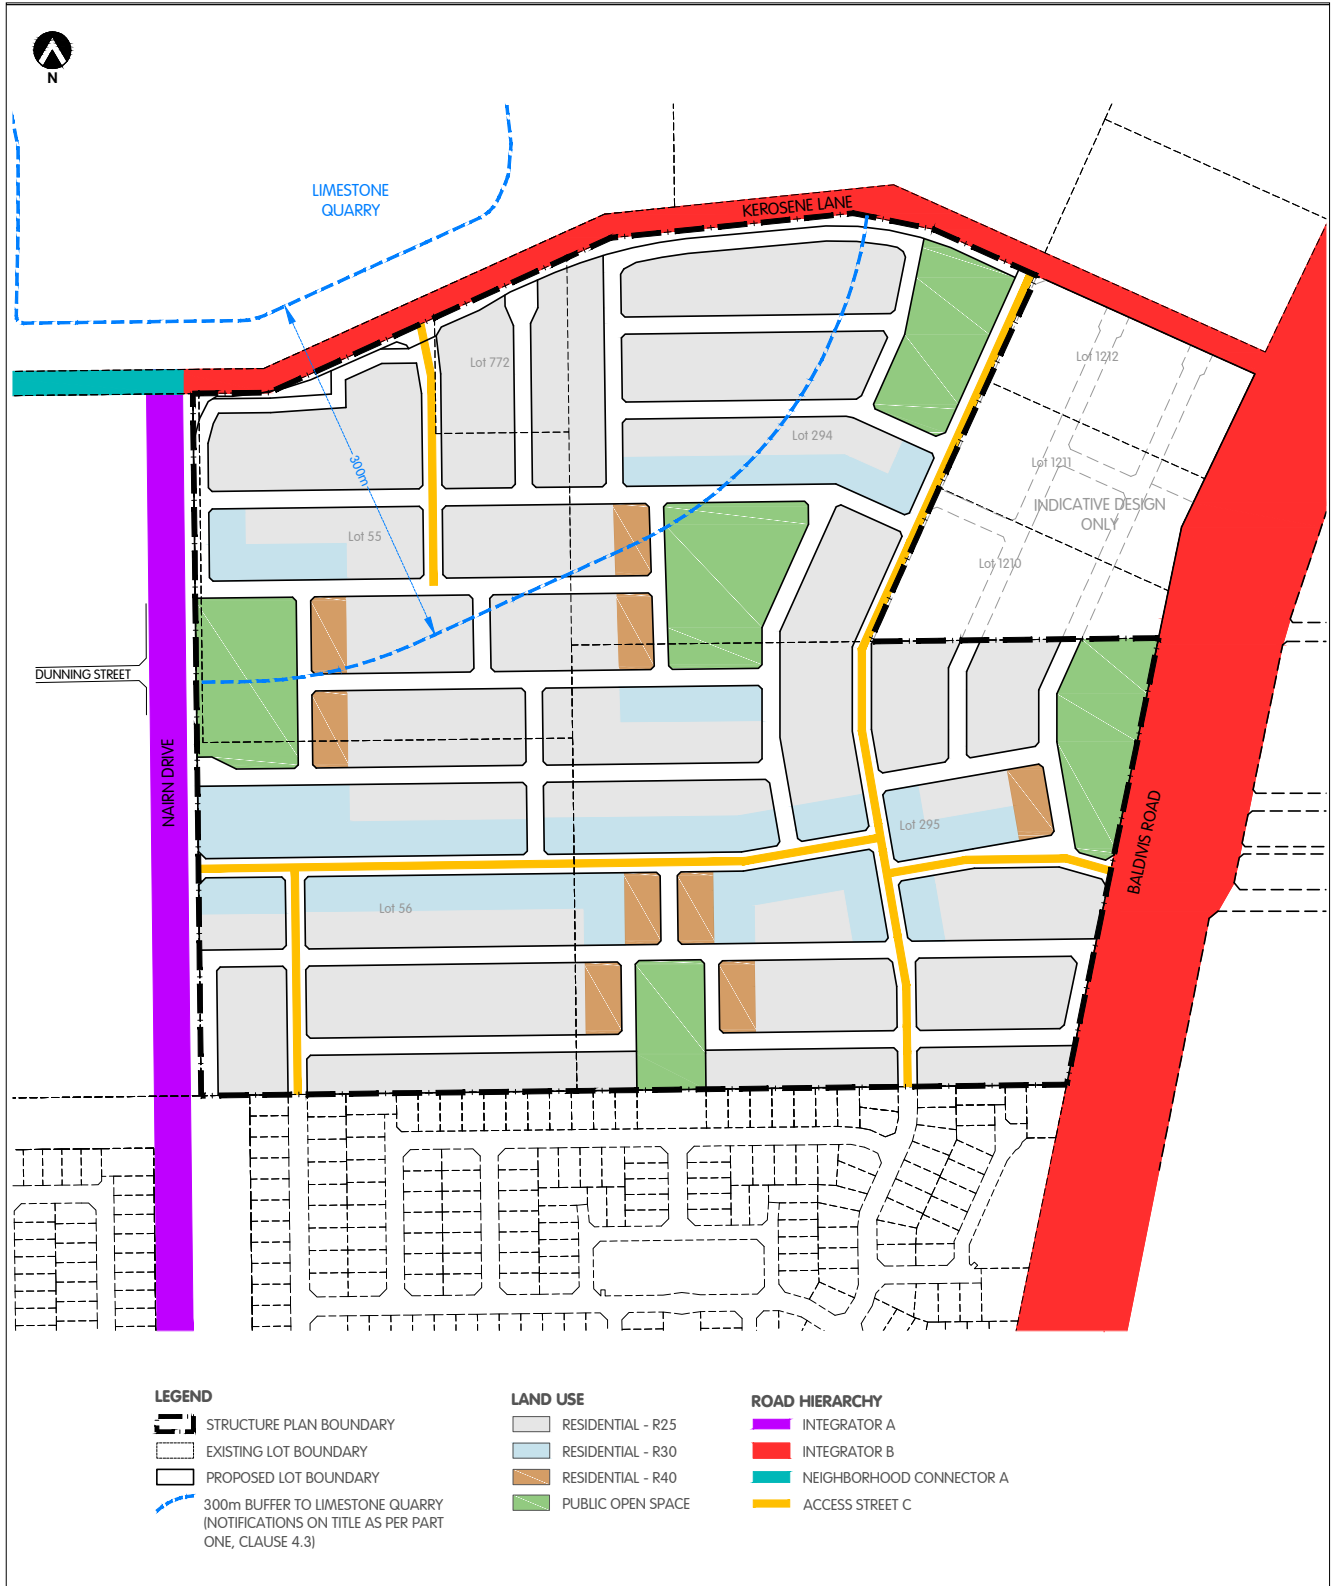 N
LIMESTONE
QUARRY
KEROSENE LANE
Lot 772
Lot 1212
Lot 294
Lot 1211
300m
INDICATIVE DESIGN
ONLY
Lot 55
Lot 1210
DUNNING STREET
NAIRN DRIVE
BALDIVIS ROAD
Lot 295
Lot 56
LEGEND
STRUCTURE PLAN BOUNDARY
EXISTING LOT BOUNDARY
PROPOSED LOT BOUNDARY
300m BUFFER TO LIMESTONE QUARRY
(NOTIFICATIONS ON TITLE AS PER PART
ONE, CLAUSE 4.3)
LAND USE
RESIDENTIAL - R25
RESIDENTIAL - R30
RESIDENTIAL - R40
PUBLIC OPEN SPACE
ROAD HIERARCHY
INTEGRATOR A
INTEGRATOR B
NEIGHBORHOOD CONNECTOR A
ACCESS STREET C